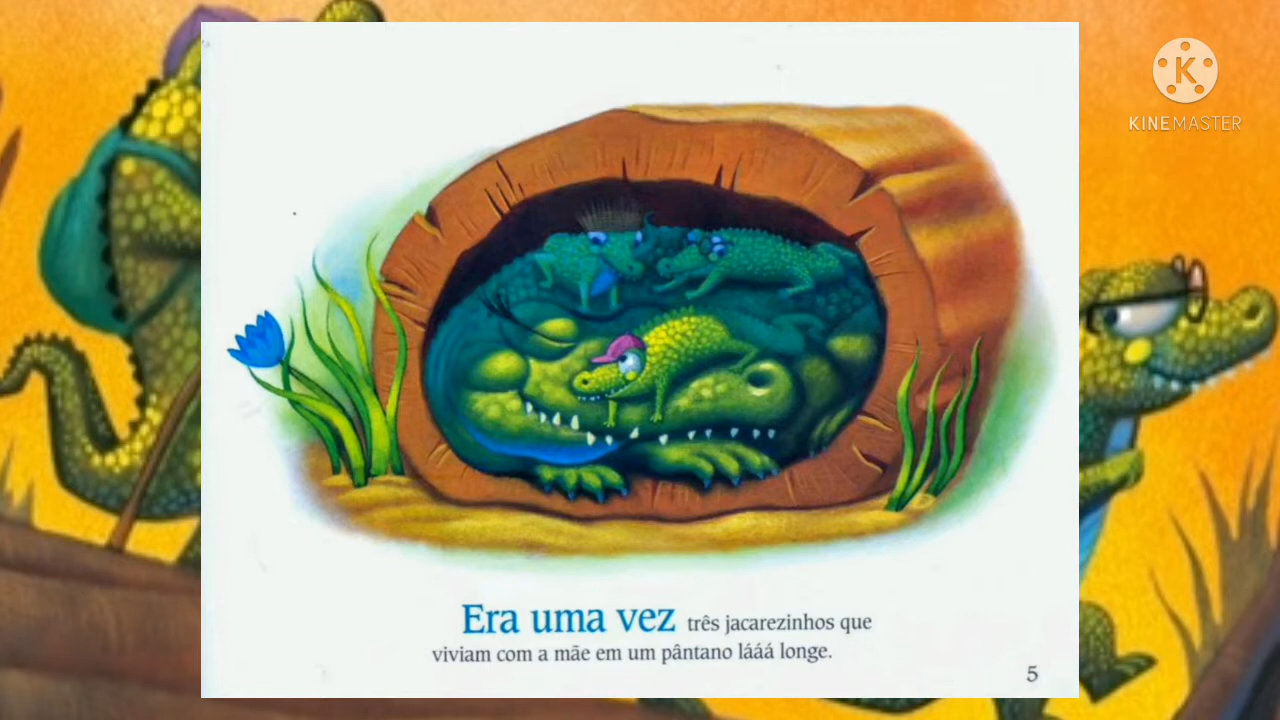 KINEMASTER
Era uma vez três jacarezinhos que
viviam com a mãe em um pântano lááá longe.
5